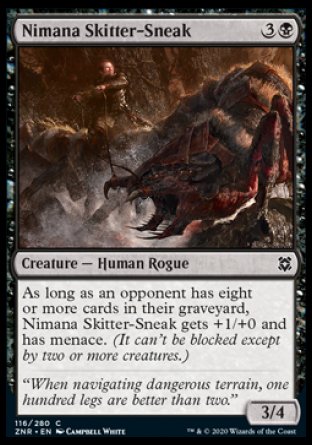 Nimana Skitter-Sneak 3
Creature — Human Rogue
As long as an opponent has eight
or more cards in their graveyard,
Nimana Skitter-Sneak gets +1/+0 and
has menace. (It can't be blocked except
by two or more creatures.)
“When navigating dangerous terrain, one
hundred legs are better than two.”
3/4
116/280 C
ZNR • EN CAMPBELL WHITE ™ & © 2020 Wizards of the Coast